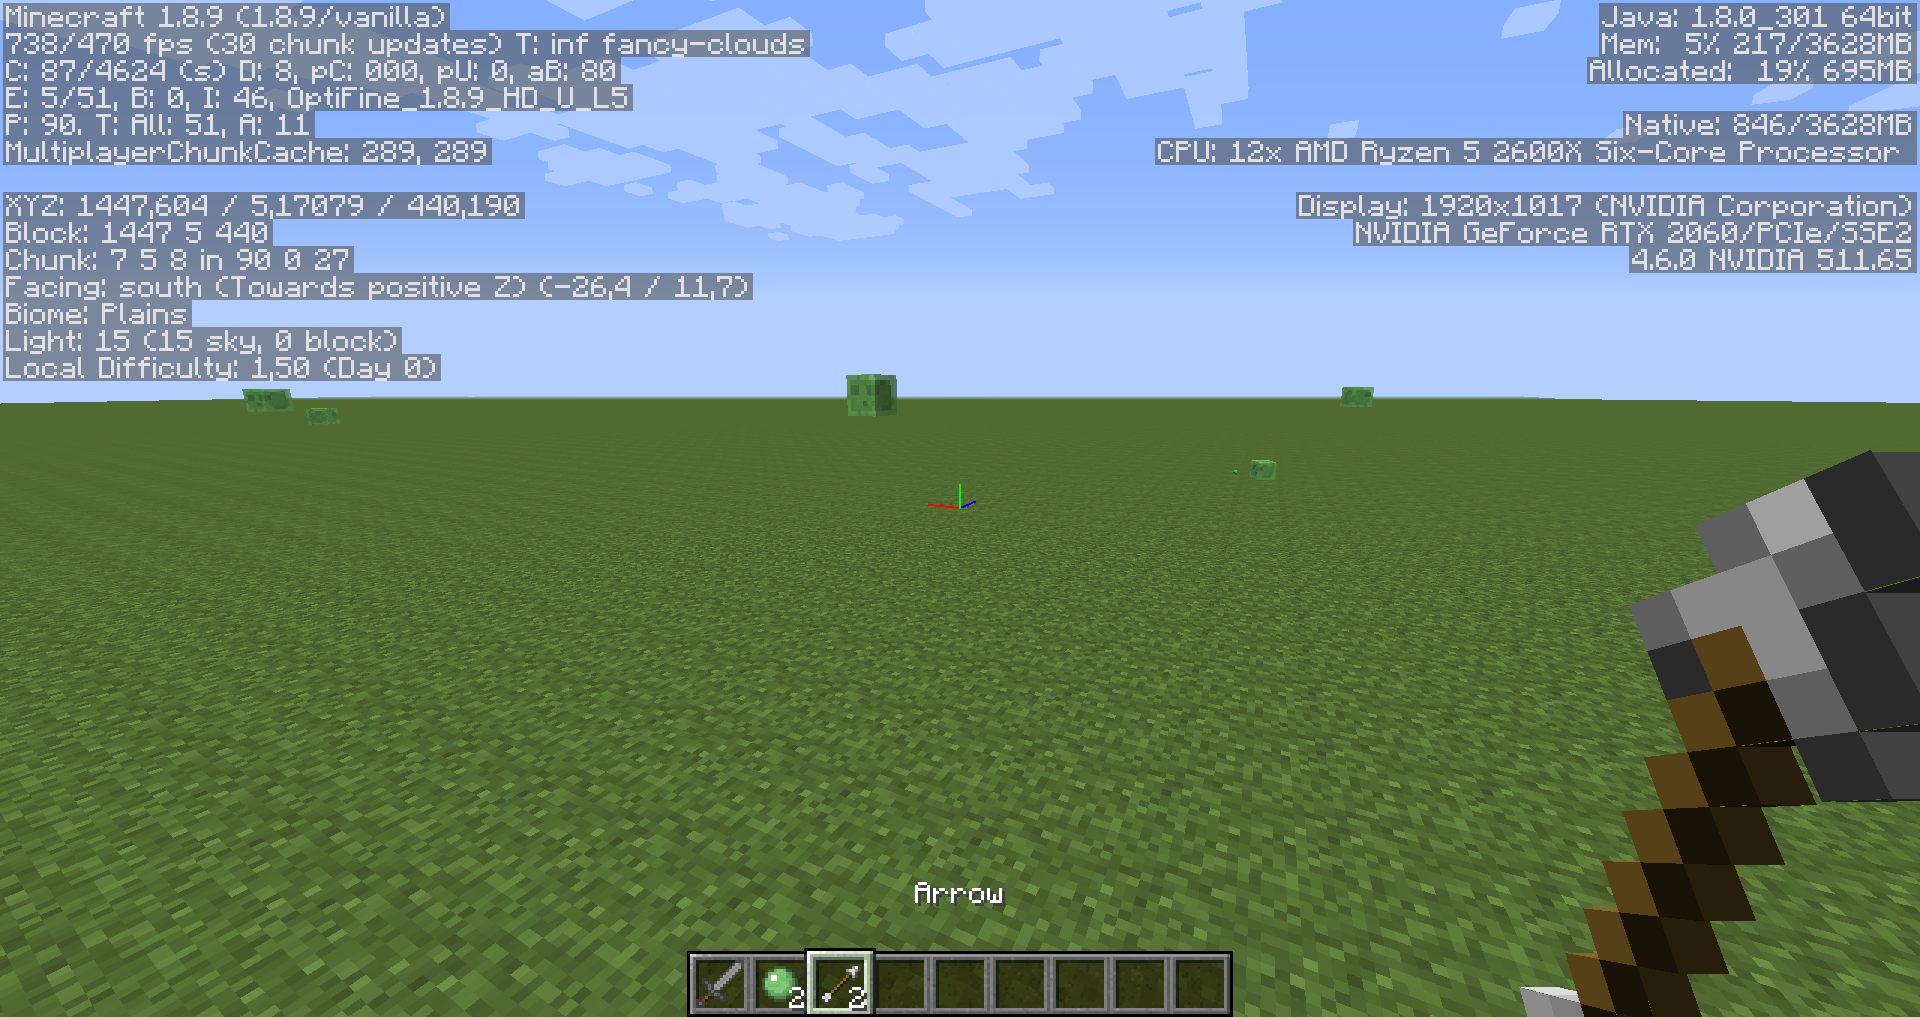 Minecraft 1.8.9 (1.8.9/vanilla)
738/470 fps (30 chunk updates) T: inf fancy-clouds
C: 87/4624 (s) D: 8, pC: 000, pU: 0, aB: 80
E: 5/51, B: 0, I: 46, OptiFine_1.8.9_HD_U_L5
P: 90. T: All: 51, A: 11
MultiplayerChunkCache: 289, 289
XYZ: 1447,604 / 5,17079 / 440,190
Block: 1447 5 440
Chunk: 7 5 8 in 90 0 27
Facing: south (Towards positive Z) (-26,4 / 11,7)
Biome: Plains
Light: 15 (15 sky, 0 block)
Local Difficulty: 1,50 (Day 0)
Java: 1.8.0_301 64bit
Mem: 5% 217/3628MB
Allocated: 19% 695MB
Native: 846/3628MB
CPU: 12x AMD Ryzen 5 2600X Six-Core Processor
Display: 1920x1017 (NVIDIA Corporation)
NVIDIA GeForce RTX 2060/PCIe/SSE2
4.6.0 NVIDIA 511.65
Arrow
2
2